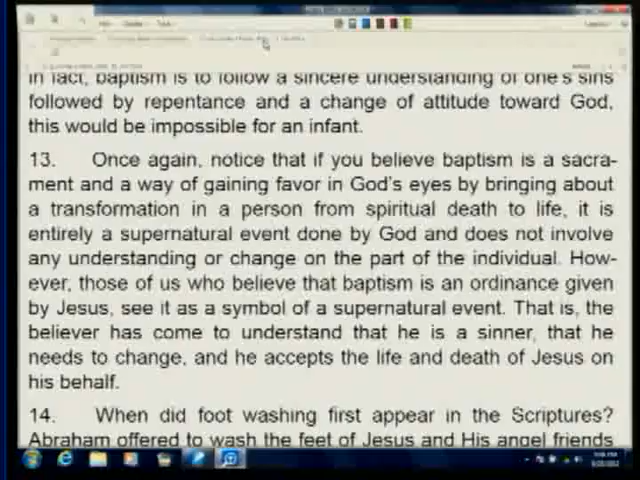 in fact, baptism is to follow a sincere understanding of one's sins
followed by repentance and a change of attitude toward God,
this would be impossible for an infant.
13. Once again, notice that if you believe baptism is a sacra-
ment and a way of gaining favor in God's eyes by bringing about
a transformation in a person from spiritual death to life, it is
entirely a supernatural event done by God and does not involve
any understanding or change on the part of the individual. How-
ever, those of us who believe that baptism is an ordinance given
by Jesus, see it as a symbol of a supernatural event. That is, the
believer has come to understand that he is a sinner, that he
needs to change, and he accepts the life and death of Jesus on
his behalf.
14. When did foot washing first appear in the Scriptures?
Abraham offered to wash the feet of Jesus and His angel friends